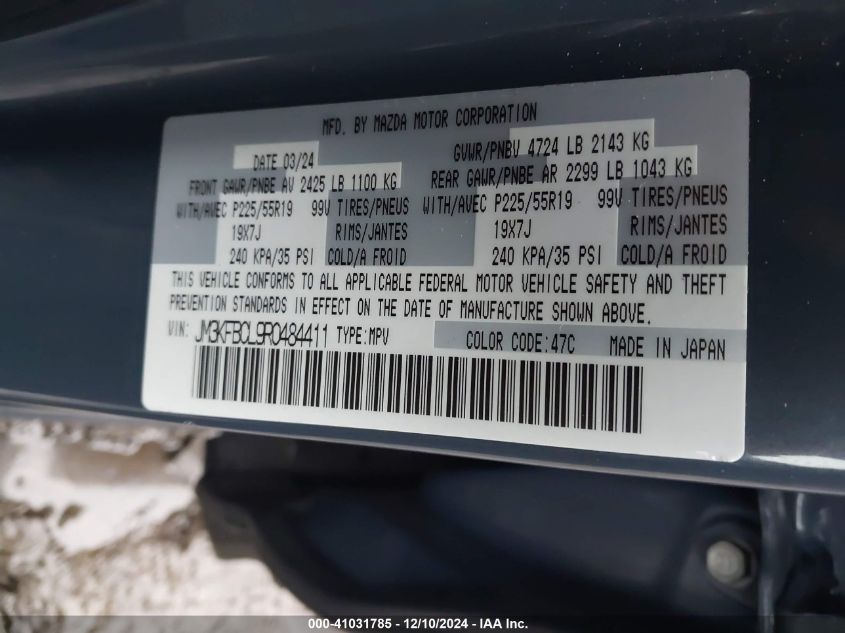 MFD. BY MAZDA MOTOR CORPORATION
DATE 03/24 GVWR/PNBV 4724 LB 2143 KG
FRONT GAWR/PNBE AV 2425 LB 1100 KG REAR GAWR/PNBE AR 2299 LB 1043 KG
WITH/AVEC P225/55R19 99V TIRES/PNEUS WITH/AVEC P225/55R19 99V TIRES/PNEUS
19X7J RIMS/JANTES 19X7J RIMS/JANTES
240 KPA/35 PSI COLD/A FROID 240 KPA/35 PSI COLD/A FROID
THIS VEHICLE CONFORMS TO ALL APPLICABLE FEDERAL MOTOR VEHICLE SAFETY AND THEFT
PREVENTION STANDARDS IN EFFECT ON THE DATE OF MANUFACTURE SHOWN ABOVE.
VIN: JM3KFBCL9R0484411 TYPE:MPV COLOR CODE:47C MADE IN JAPAN
000-41031785 - 12/10/2024 - IAA Inc.